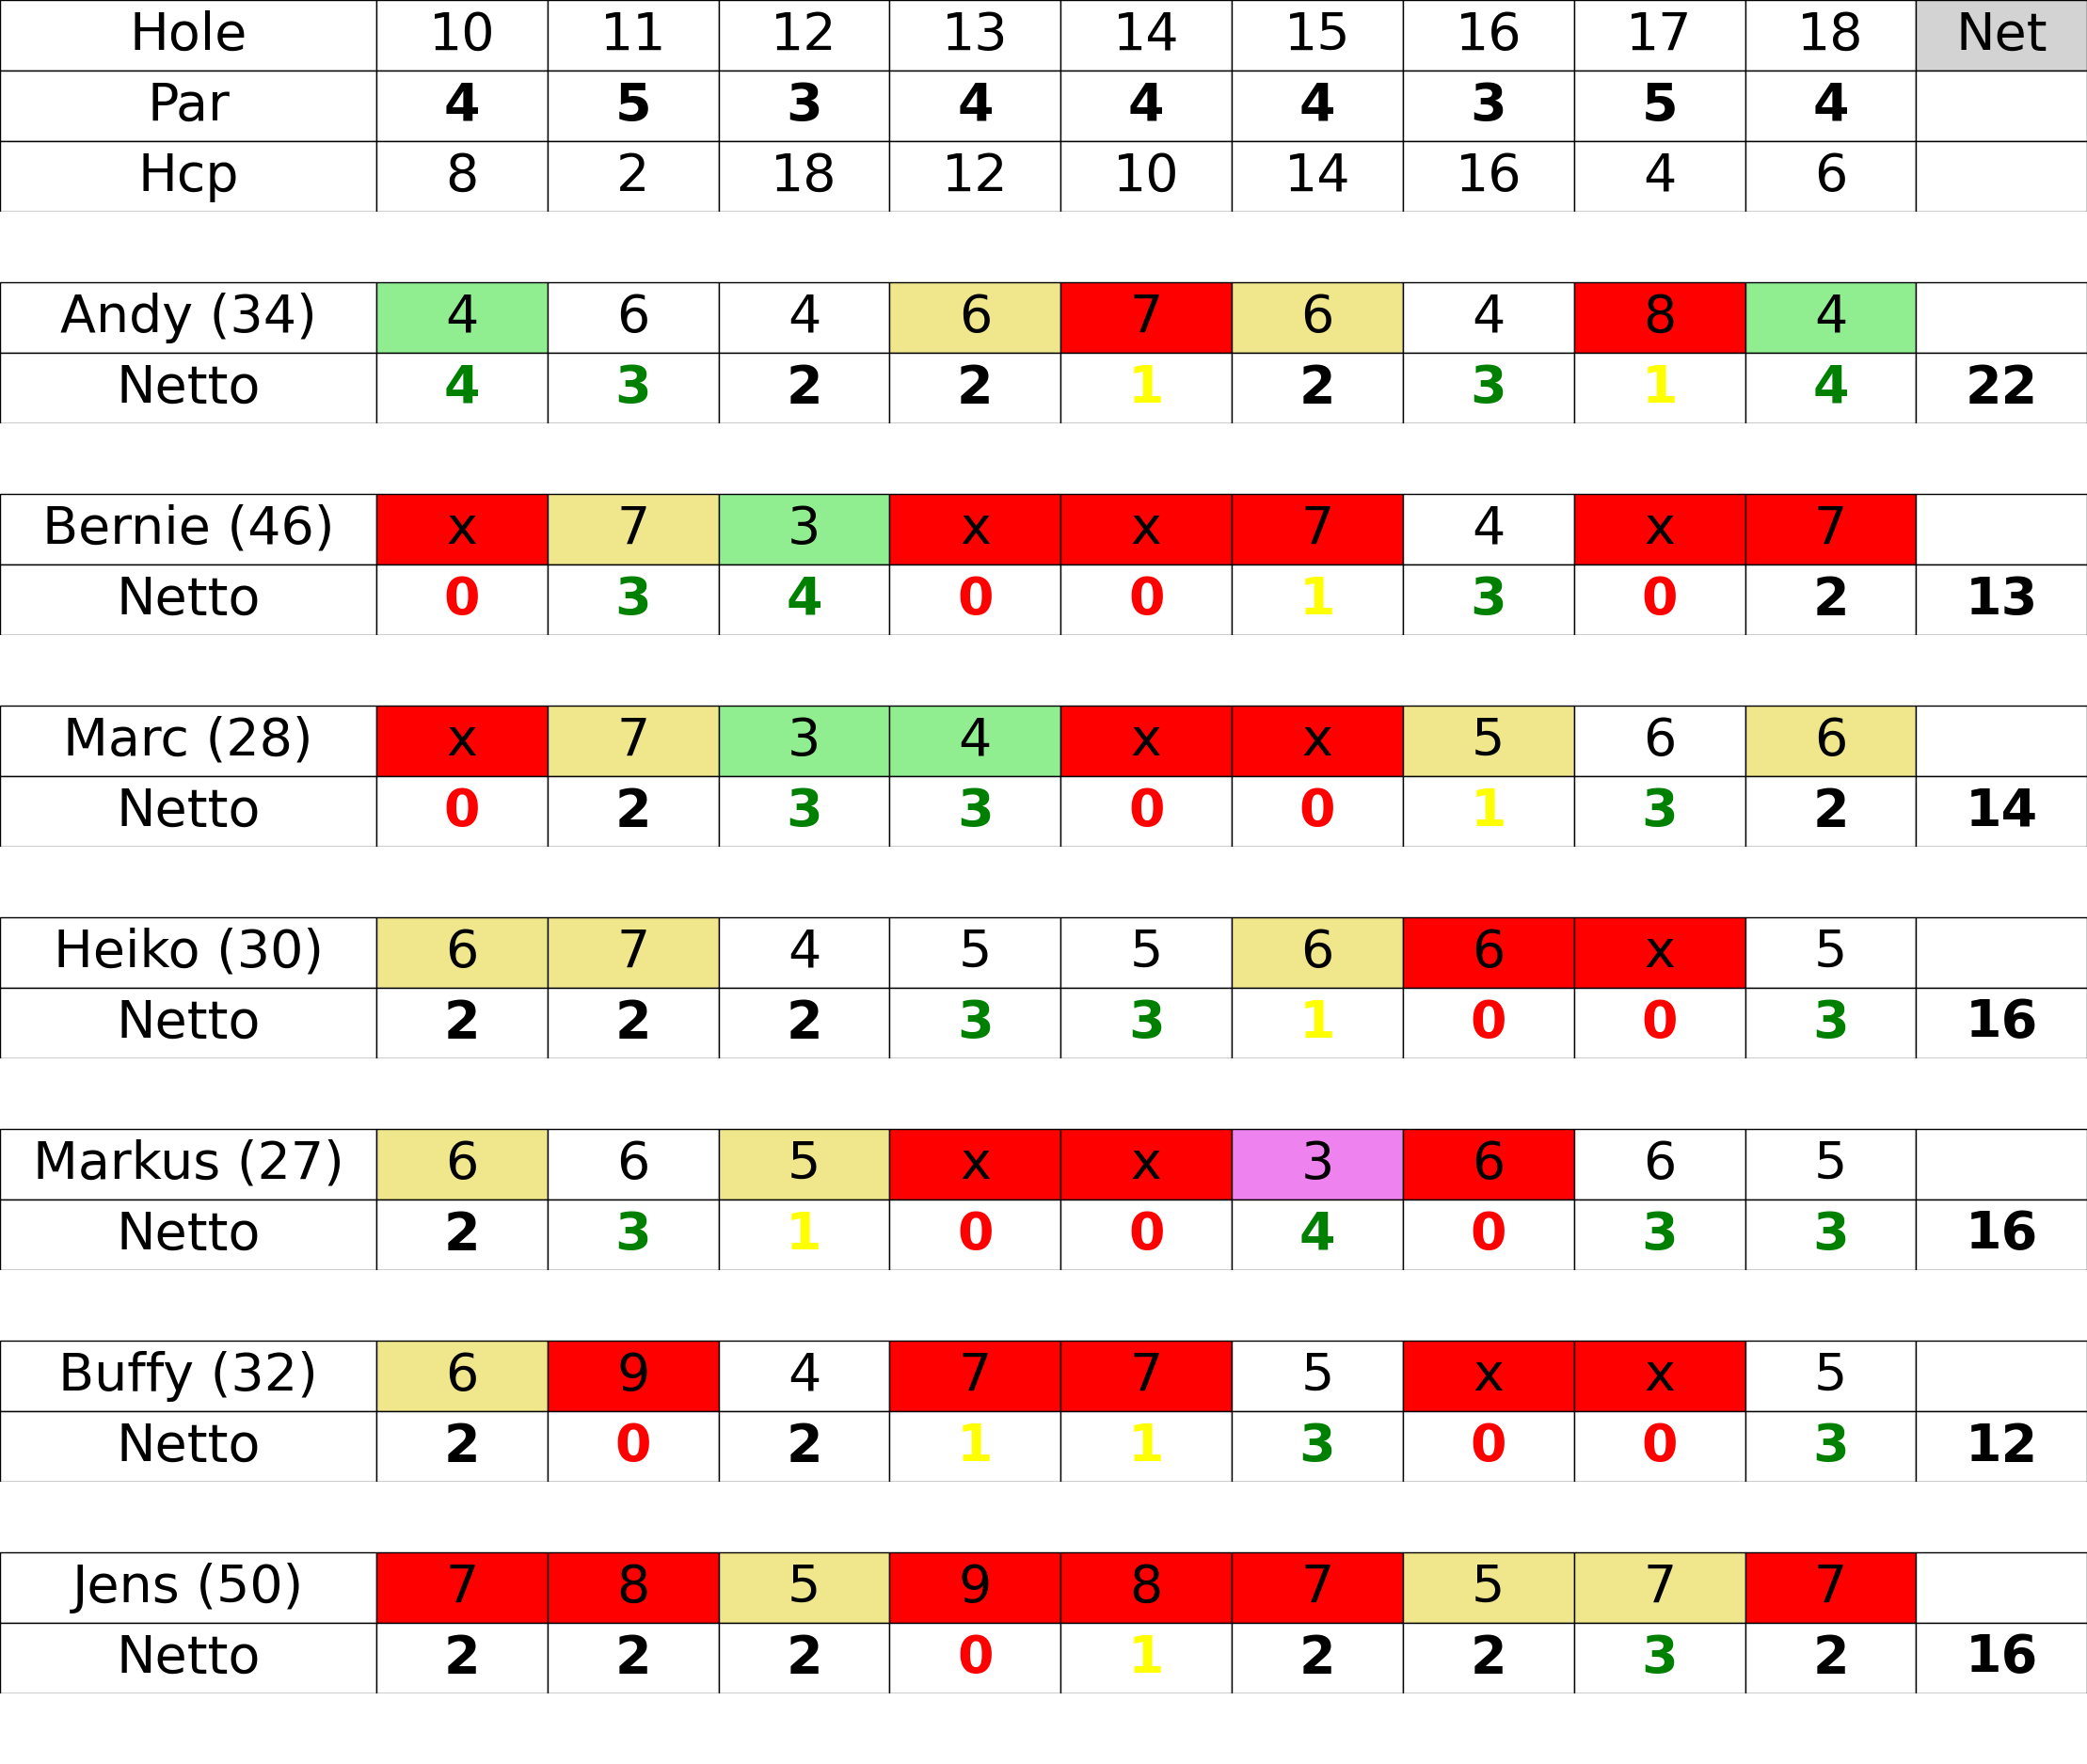 Hole 10 11 12 13 14 15 16 17 18 Net
Par 4 5 3 4 4 4 3 5 4
Hcp 8 2 18 12 10 14 16 4 6
Andy (34) 4 6 4 6 7 6 4 8 4
Netto 4 3 2 2 1 2 3 1 4 22
Bernie (46) x 7 3 x x 7 4 x 7
Netto 0 3 4 0 0 1 3 0 2 13
Marc (28) x 7 3 4 x x 5 6 6
Netto 0 2 3 3 0 0 1 3 2 14
Heiko (30) 6 7 4 5 5 6 6 x 5
Netto 2 2 2 3 3 1 0 0 3 16
Markus (27) 6 6 5 x x 3 6 6 5
Netto 2 3 1 0 0 4 0 3 3 16
Buffy (32) 6 9 4 7 7 5 x x 5
Netto 2 0 2 1 1 3 0 0 3 12
Jens (50) 7 8 5 9 8 7 5 7 7
Netto 2 2 2 0 1 2 2 3 2 16